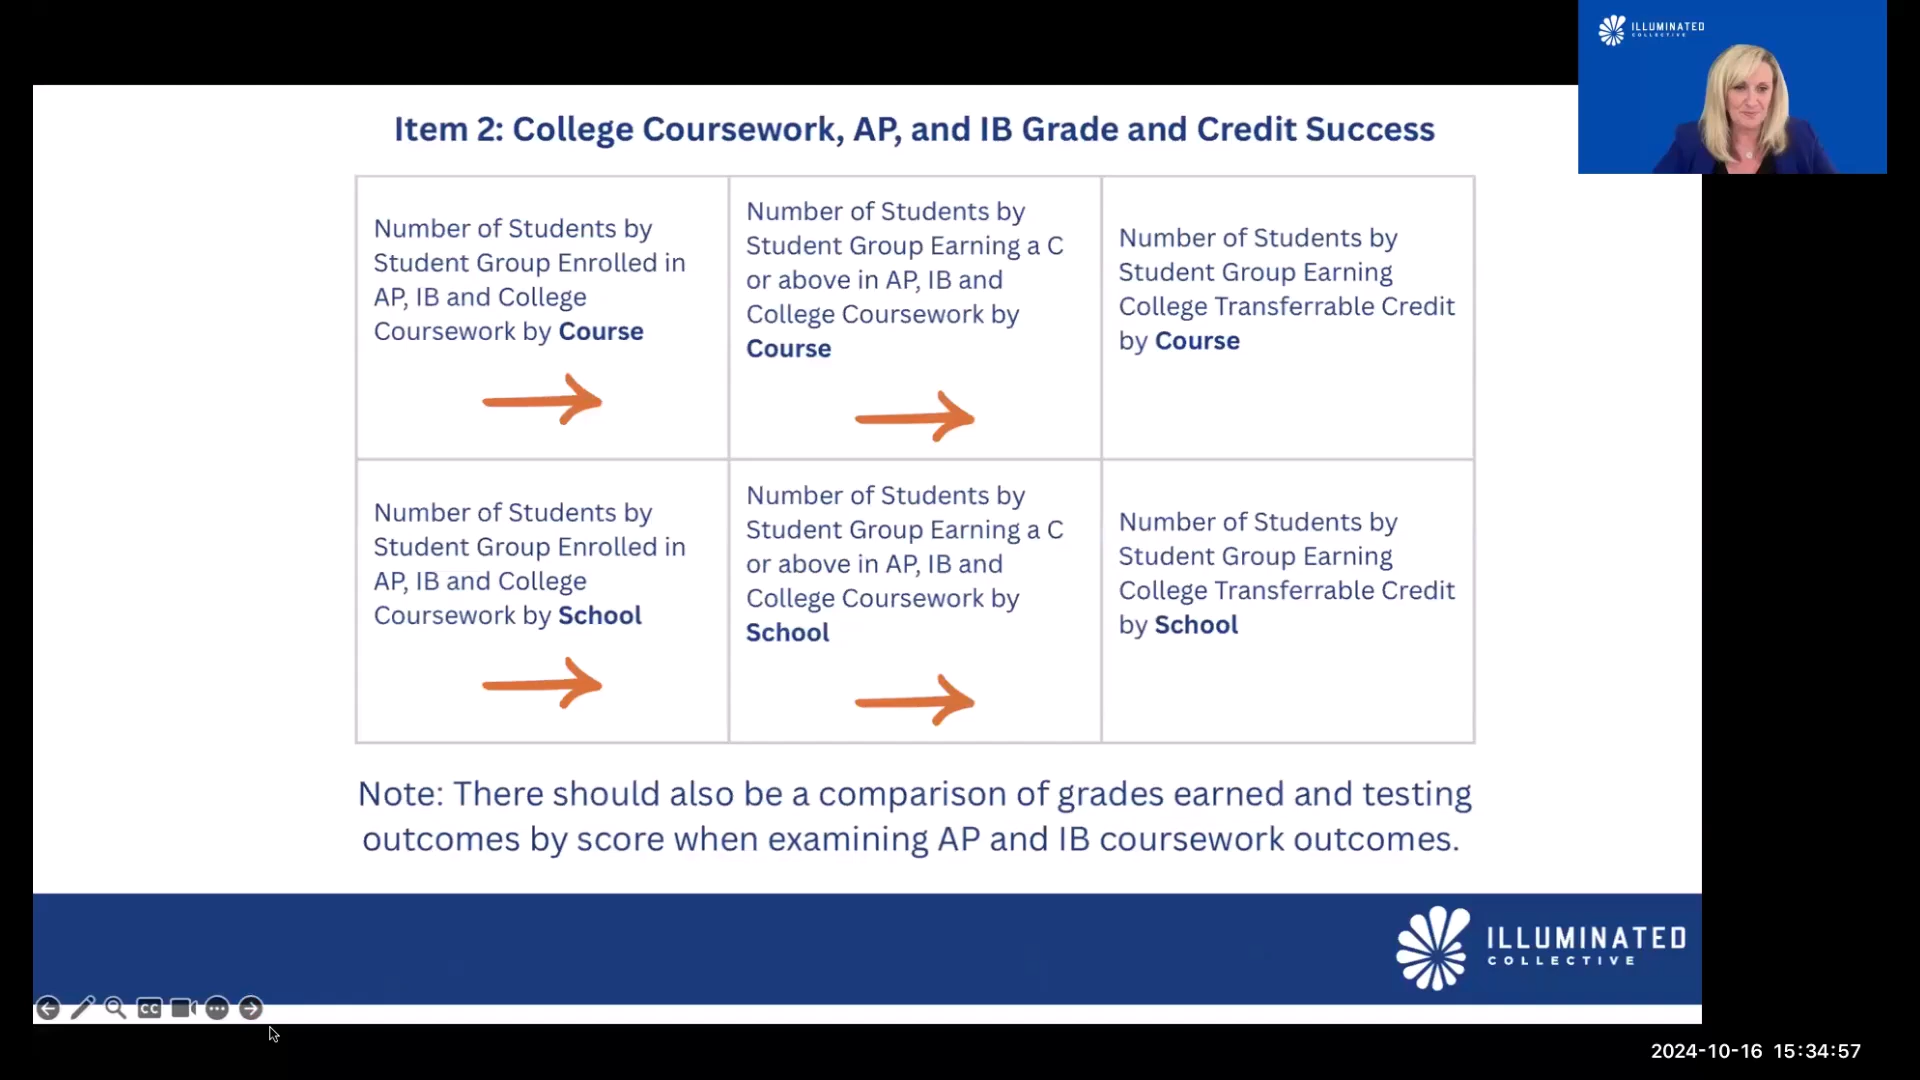 ILLUMINATED
COLLECTIVE
Item 2: College Coursework, AP, and IB Grade and Credit Success
Number of Students by
Student Group Enrolled in
AP, IB and College
Coursework by Course
Number of Students by
Student Group Earning a C
or above in AP, IB and
College Coursework by
Course
Number of Students by
Student Group Earning
College Transferrable Credit
by Course
Number of Students by
Student Group Enrolled in
AP, IB and College
Coursework by School
Number of Students by
Student Group Earning a C
or above in AP, IB and
College Coursework by
School
Number of Students by
Student Group Earning
College Transferrable Credit
by School
Note: There should also be a comparison of grades earned and testing
outcomes by score when examining AP and IB coursework outcomes.
ILLUMINATED
COLLECTIVE
CC
2024-10-16 15:34:57